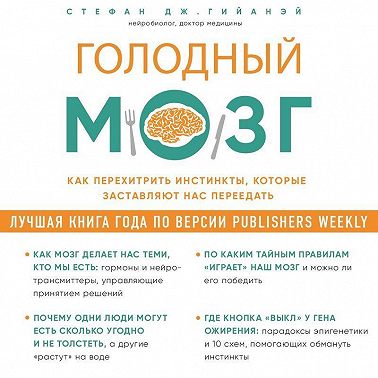 СТЕФАН ДЖ. ГИЙАНЭЙ
нейробиолог, доктор медицины
ГОЛОДНЫЙ
МОЗГ
КАК ПЕРЕХИТРИТЬ ИНСТИНКТЫ, КОТОРЫЕ
ЗАСТАВЛЯЮТ НАС ПЕРЕЕДАТЬ
ЛУЧШАЯ КНИГА ГОДА ПО ВЕРСИИ PUBLISHERS WEEKLY
• КАК МОЗГ ДЕЛАЕТ НАС ТЕМИ,
КТО МЫ ЕСТЬ: гормоны и нейро-
трансмиттеры, управляющие
принятием решений
• ПОЧЕМУ ОДНИ ЛЮДИ МОГУТ
ЕСТЬ СКОЛЬКО УГОДНО
И НЕ ТОЛСТЕТЬ, а другие
«растут» на воде
• ПО КАКИМ ТАЙНЫМ ПРАВИЛАМ
«ИГРАЕТ» НАШ МОЗГ и можно ли
его победить
• ГДЕ КНОПКА «ВЫКЛ» У ГЕНА
ОЖИРЕНИЯ: парадоксы эпигенетики
и 10 схем, помогающих обмануть
инстинкты